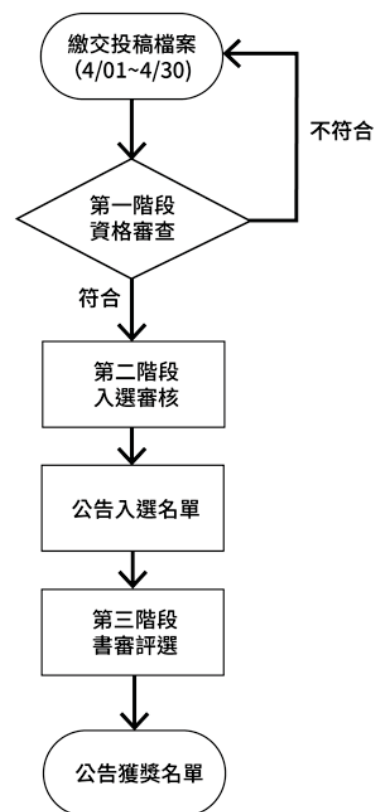 繳交投稿檔案
(4/01~4/30)
不符合
第一階段
資格審查
符合
第二階段
入選審核
公告入選名單
第三階段
書審評選
公告獲獎名單